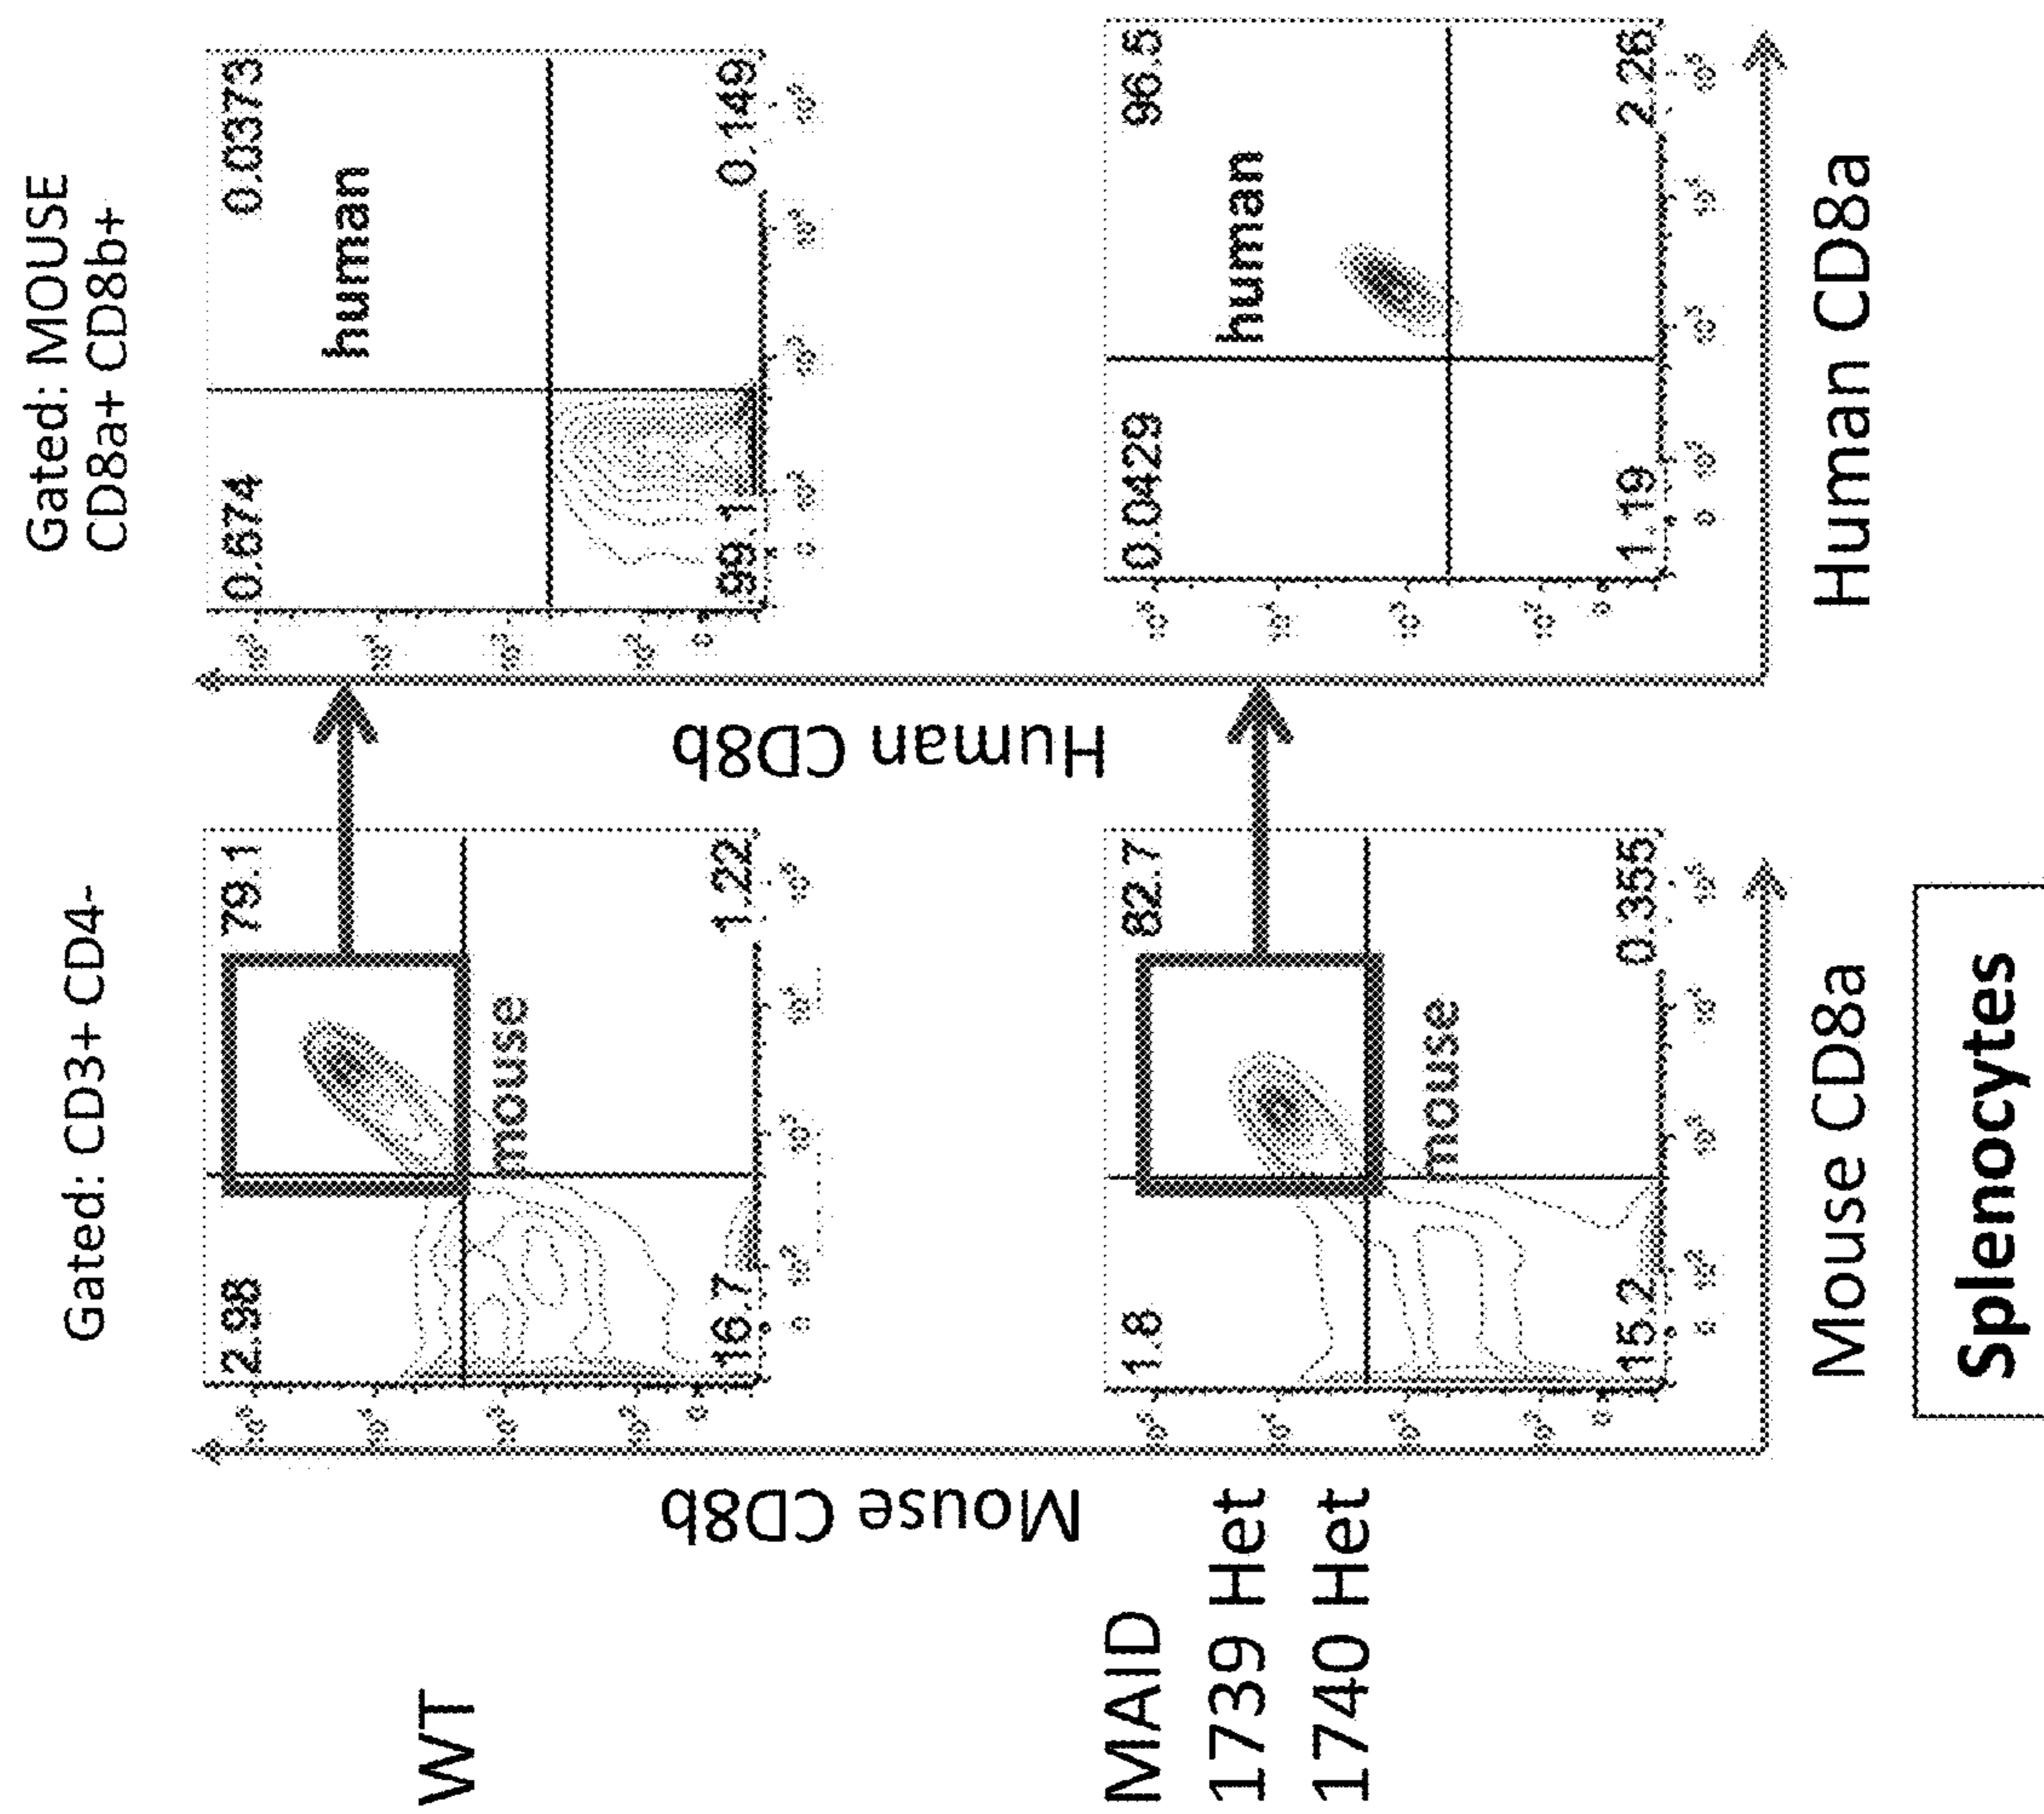 Gated: CD3+ CD4-
Gated: MOUSE
CD8a+ CD8b+
WT
2.98
79.1
mouse
16.7
1.22
0.674
0.0373
human
99.1
0.149
Mouse CD8b
Human CD8b
MAID
1739 Het
1740 Het
1.8
82.7
mouse
15.2
0.355
0.0429
96.5
human
1.19
2.26
Mouse CD8a
Human CD8a
Splenocytes